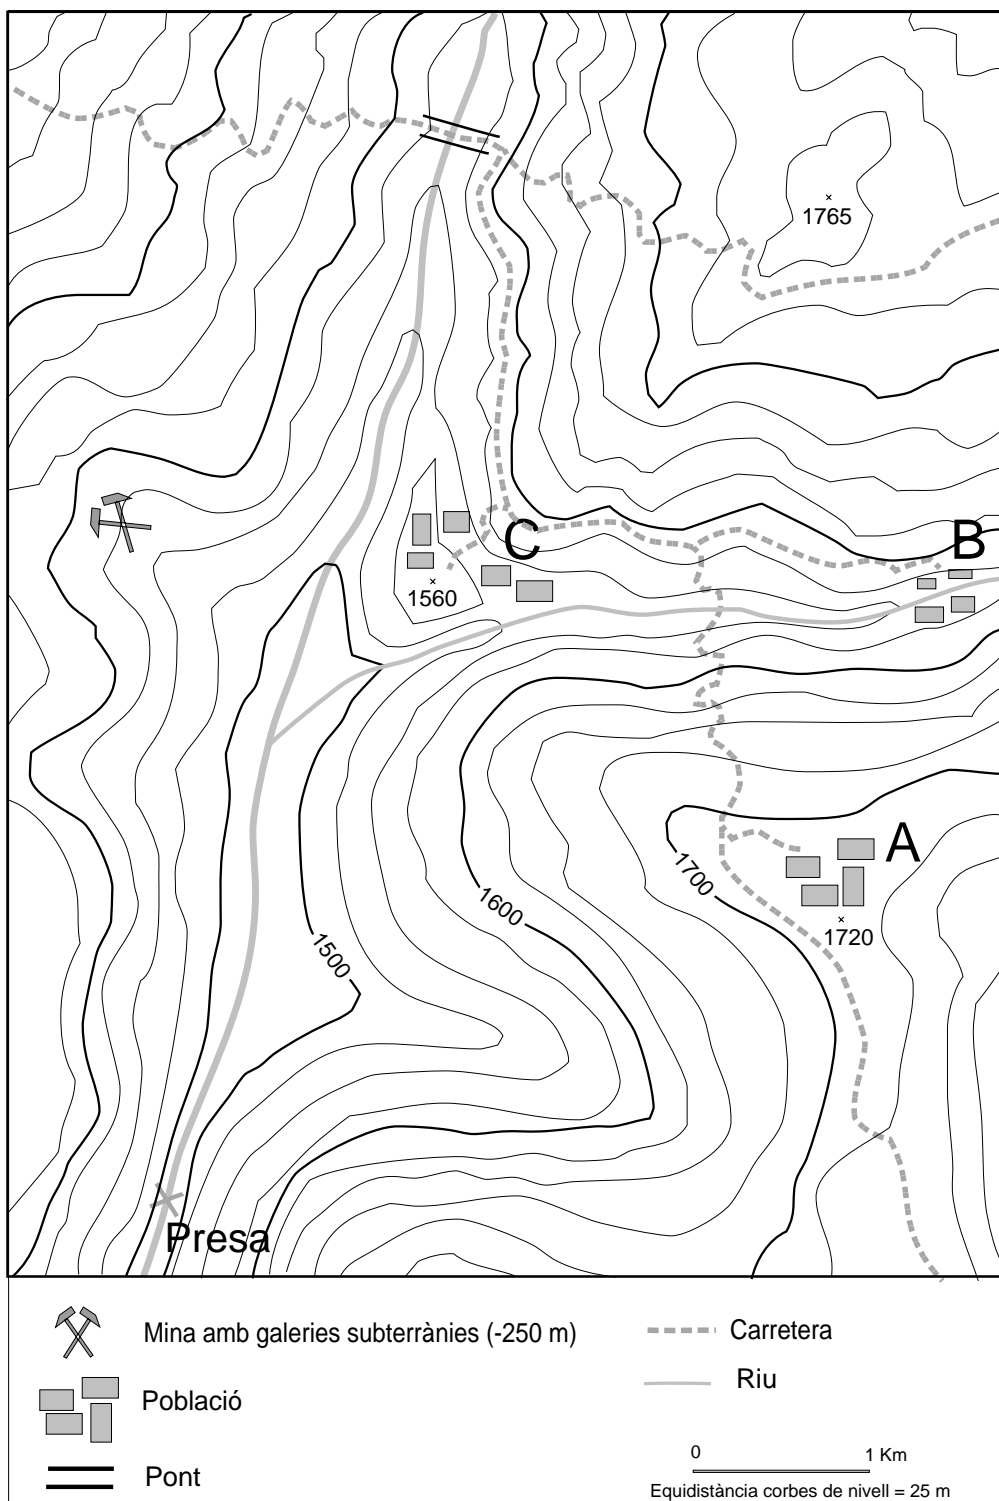 1765
C
B
1560
A
1700
1600
1720
1500
Presa
Mina amb galeries subterrànies (-250 m)
Carretera
Població
Riu
Pont
0 1 Km
Equidistància corbes de nivell = 25 m